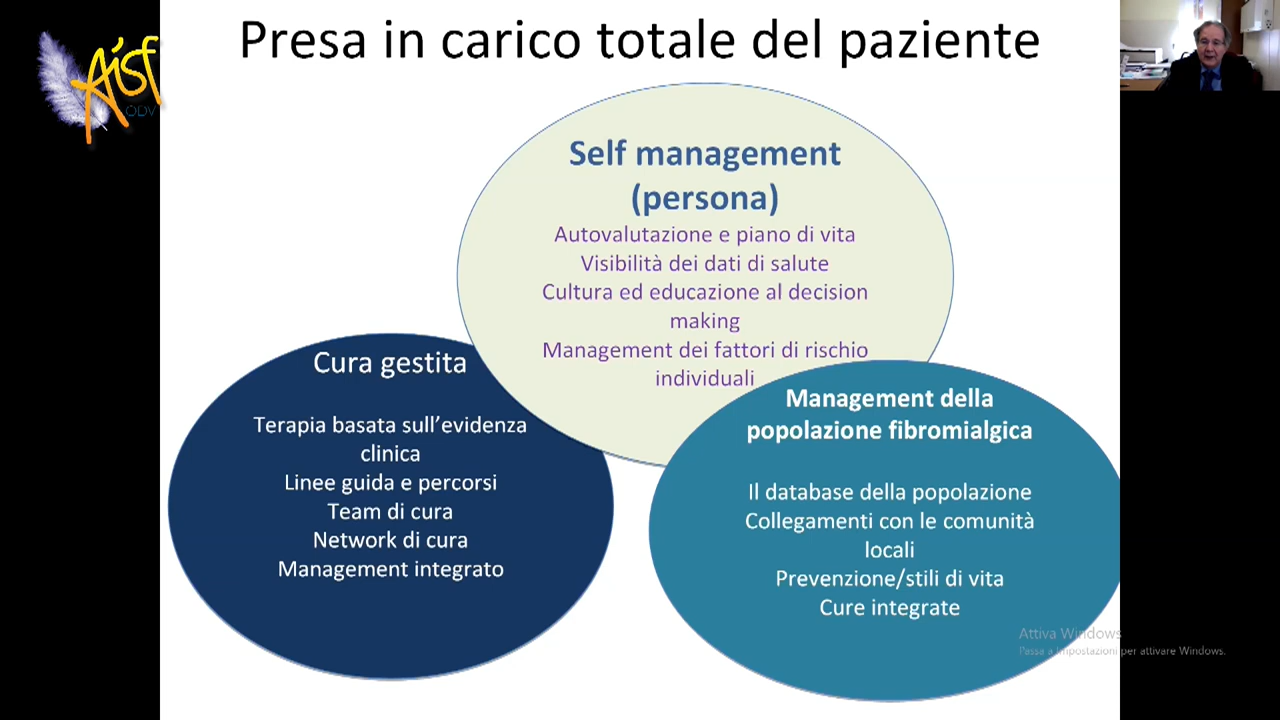 Presa in carico totale del paziente
Aisf
ODV
Self management
(persona)
Autovalutazione e piano di vita
Visibilità dei dati di salute
Cultura ed educazione al decision
making
Management dei fattori di rischio
individuali
Cura gestita
Terapia basata sull’evidenza
clinica
Linee guida e percorsi
Team di cura
Network di cura
Management integrato
Management della
popolazione fibromialgica
Il database della popolazione
Collegamenti con le comunità
locali
Prevenzione/stili di vita
Cure integrate
Attiva Windows
Passa a Impostazioni per attivare Windows.